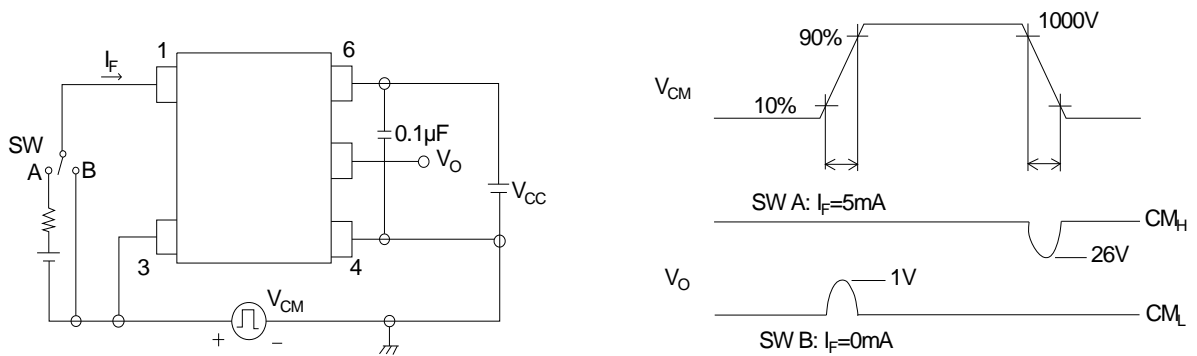 1
6
I_F
0.1µF
SW
A
B
V_O
V_CC
3
4
V_CM
+
-
1000V
90%
V_CM
10%
SW A: I_F=5mA
CM_H
26V
V_O
1V
CM_L
SW B: I_F=0mA